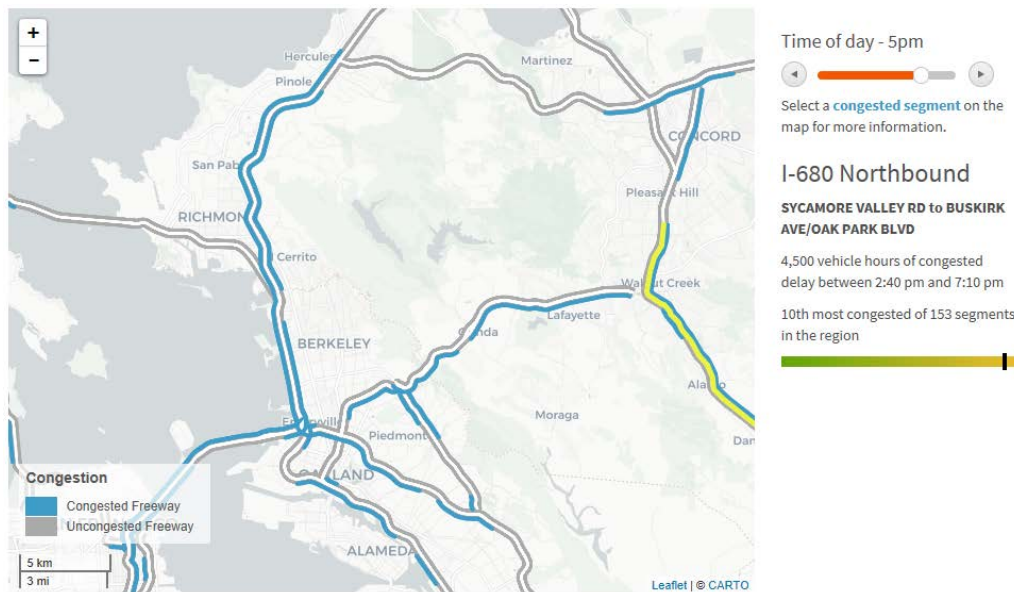 +
−
Hercules
Martinez
Pinole
CONCORD
San Pab
Pleasant Hill
RICHMON
Cerrito
Walnut Creek
Lafayette
BERKELEY
Alamo
Moraga
Piedmont
OAKLAND
Dan
ALAMEDA
Congestion
Congested Freeway
Uncongested Freeway
5 km
3 mi
Leaflet | © CARTO
Time of day - 5pm
Select a congested segment on the
map for more information.
I-680 Northbound
SYCAMORE VALLEY RD to BUSKIRK
AVE/OAK PARK BLVD
4,500 vehicle hours of congested
delay between 2:40 pm and 7:10 pm
10th most congested of 153 segments
in the region